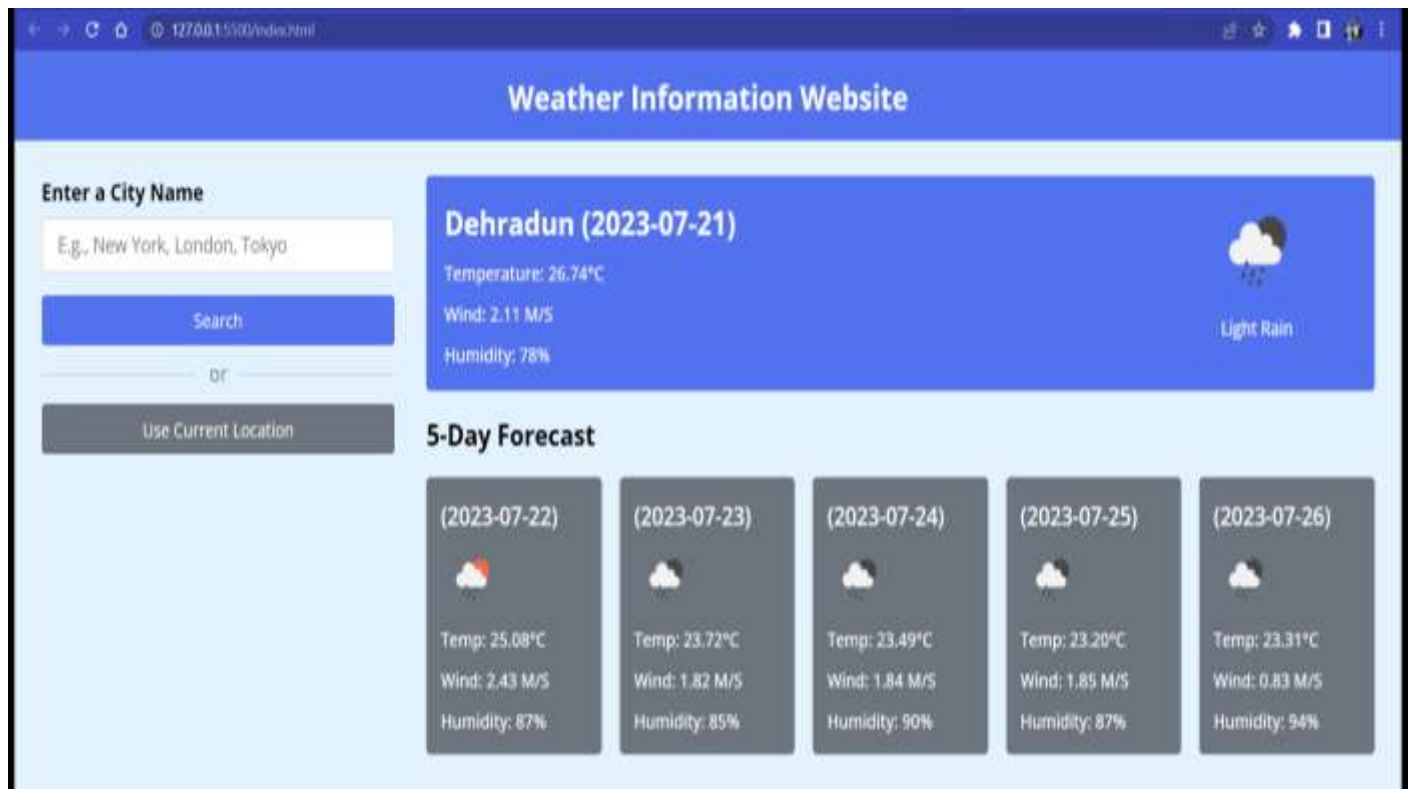 127.0.0.1:5500/index.html
Weather Information Website
Enter a City Name
E.g., New York, London, Tokyo
Search
or
Use Current Location
Dehradun (2023-07-21)
Temperature: 26.74°C
Wind: 2.11 M/S
Humidity: 78%
Light Rain
5-Day Forecast
(2023-07-22)
Temp: 25.08°C
Wind: 2.43 M/S
Humidity: 87%
(2023-07-23)
Temp: 23.72°C
Wind: 1.82 M/S
Humidity: 85%
(2023-07-24)
Temp: 23.49°C
Wind: 1.84 M/S
Humidity: 90%
(2023-07-25)
Temp: 23.20°C
Wind: 1.85 M/S
Humidity: 87%
(2023-07-26)
Temp: 23.31°C
Wind: 0.83 M/S
Humidity: 94%